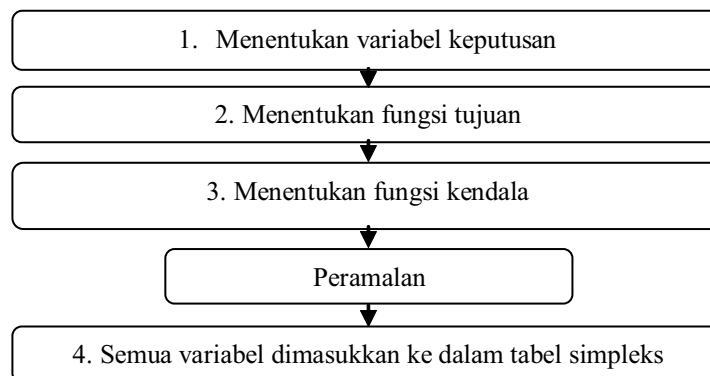 1. Menentukan variabel keputusan
2. Menentukan fungsi tujuan
3. Menentukan fungsi kendala
Peramalan
4. Semua variabel dimasukkan ke dalam tabel simpleks